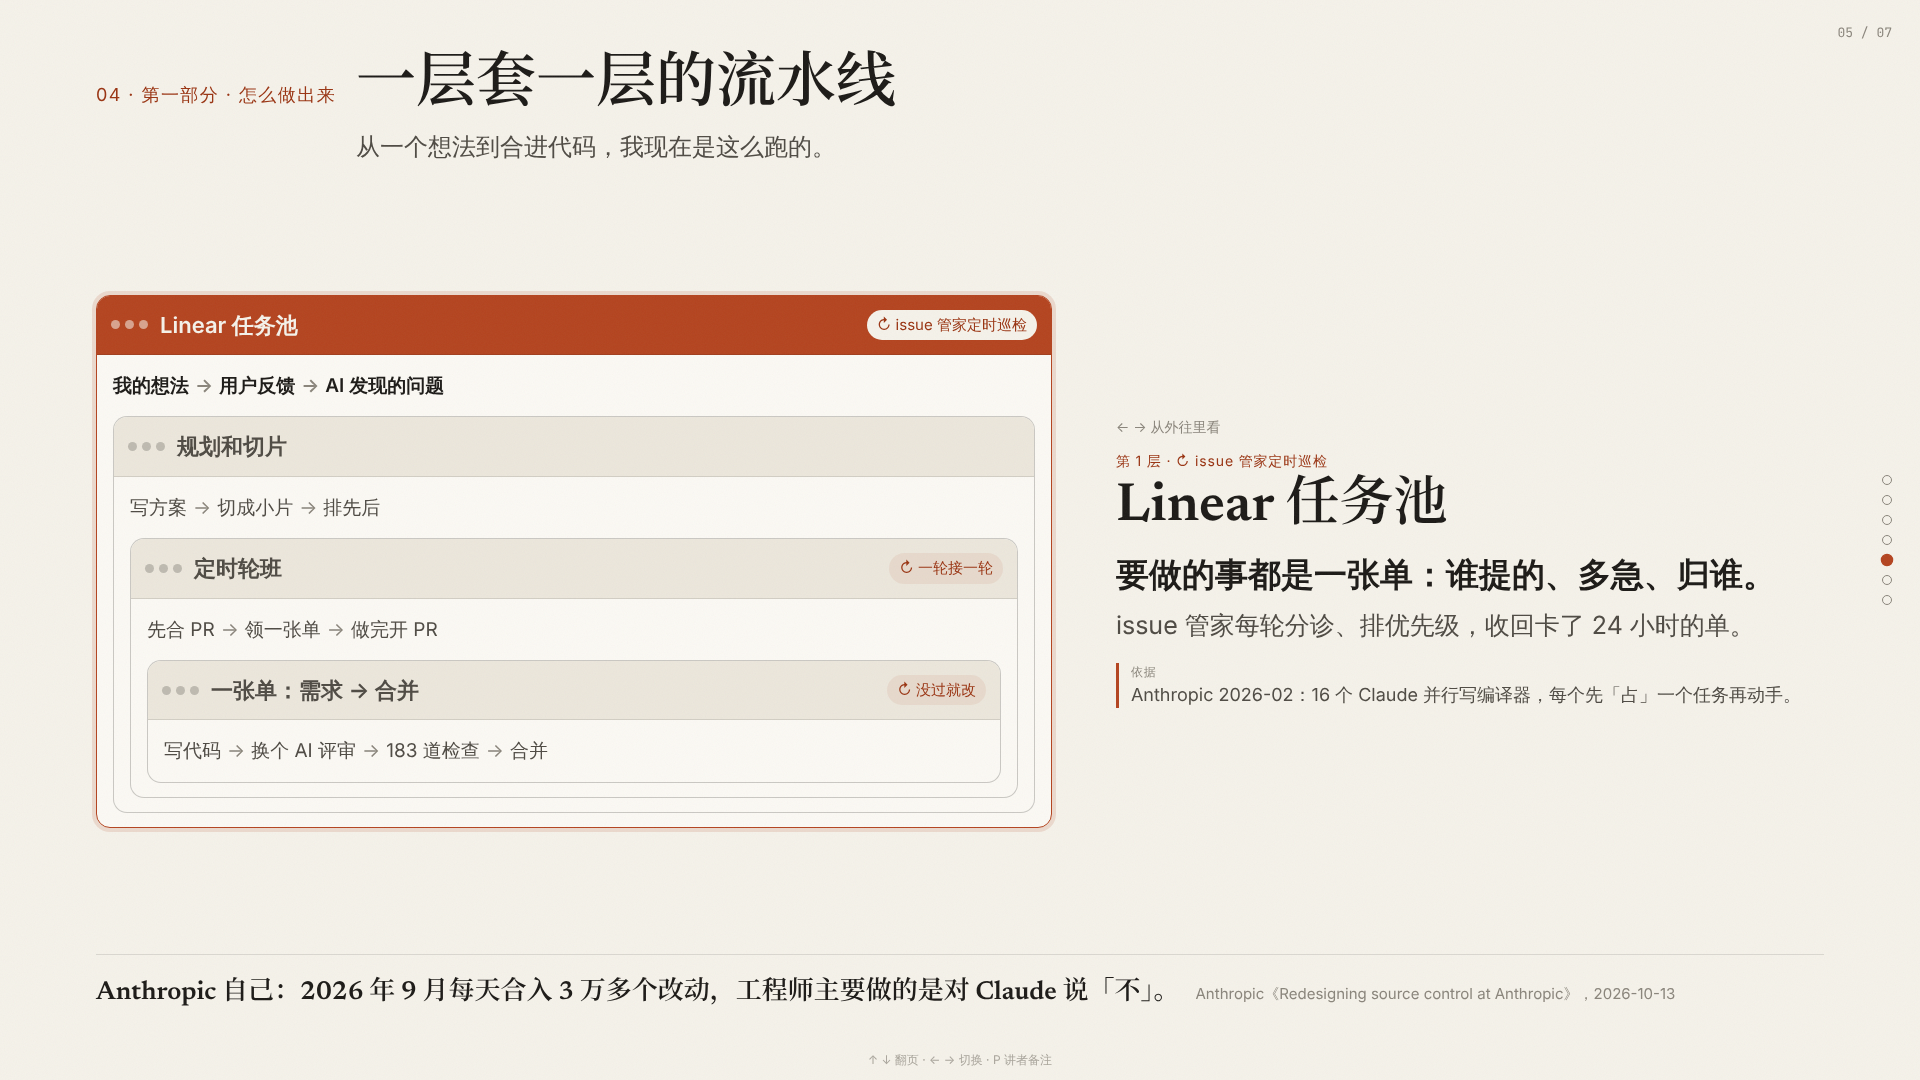 05 / 07
04 · 第一部分 · 怎么做出来
一层套一层的流水线
从一个想法到合进代码，我现在是这么跑的。
Linear 任务池
↻ issue 管家定时巡检
我的想法 → 用户反馈 → AI 发现的问题
规划和切片
写方案 → 切成小片 → 排先后
定时轮班
↻ 一轮接一轮
先合 PR → 领一张单 → 做完开 PR
一张单：需求 → 合并
↻ 没过就改
写代码 → 换个 AI 评审 → 183 道检查 → 合并
← → 从外往里看
第 1 层 · ↻ issue 管家定时巡检
Linear 任务池
要做的事都是一张单：谁提的、多急、归谁。
issue 管家每轮分诊、排优先级，收回卡了 24 小时的单。
依据
Anthropic 2026-02：16 个 Claude 并行写编译器，每个先「占」一个任务再动手。
Anthropic 自己：2026 年 9 月每天合入 3 万多个改动，工程师主要做的是对 Claude 说「不」。
Anthropic《Redesigning source control at Anthropic》，2026-10-13
↑ ↓ 翻页 · ← → 切换 · P 讲者备注